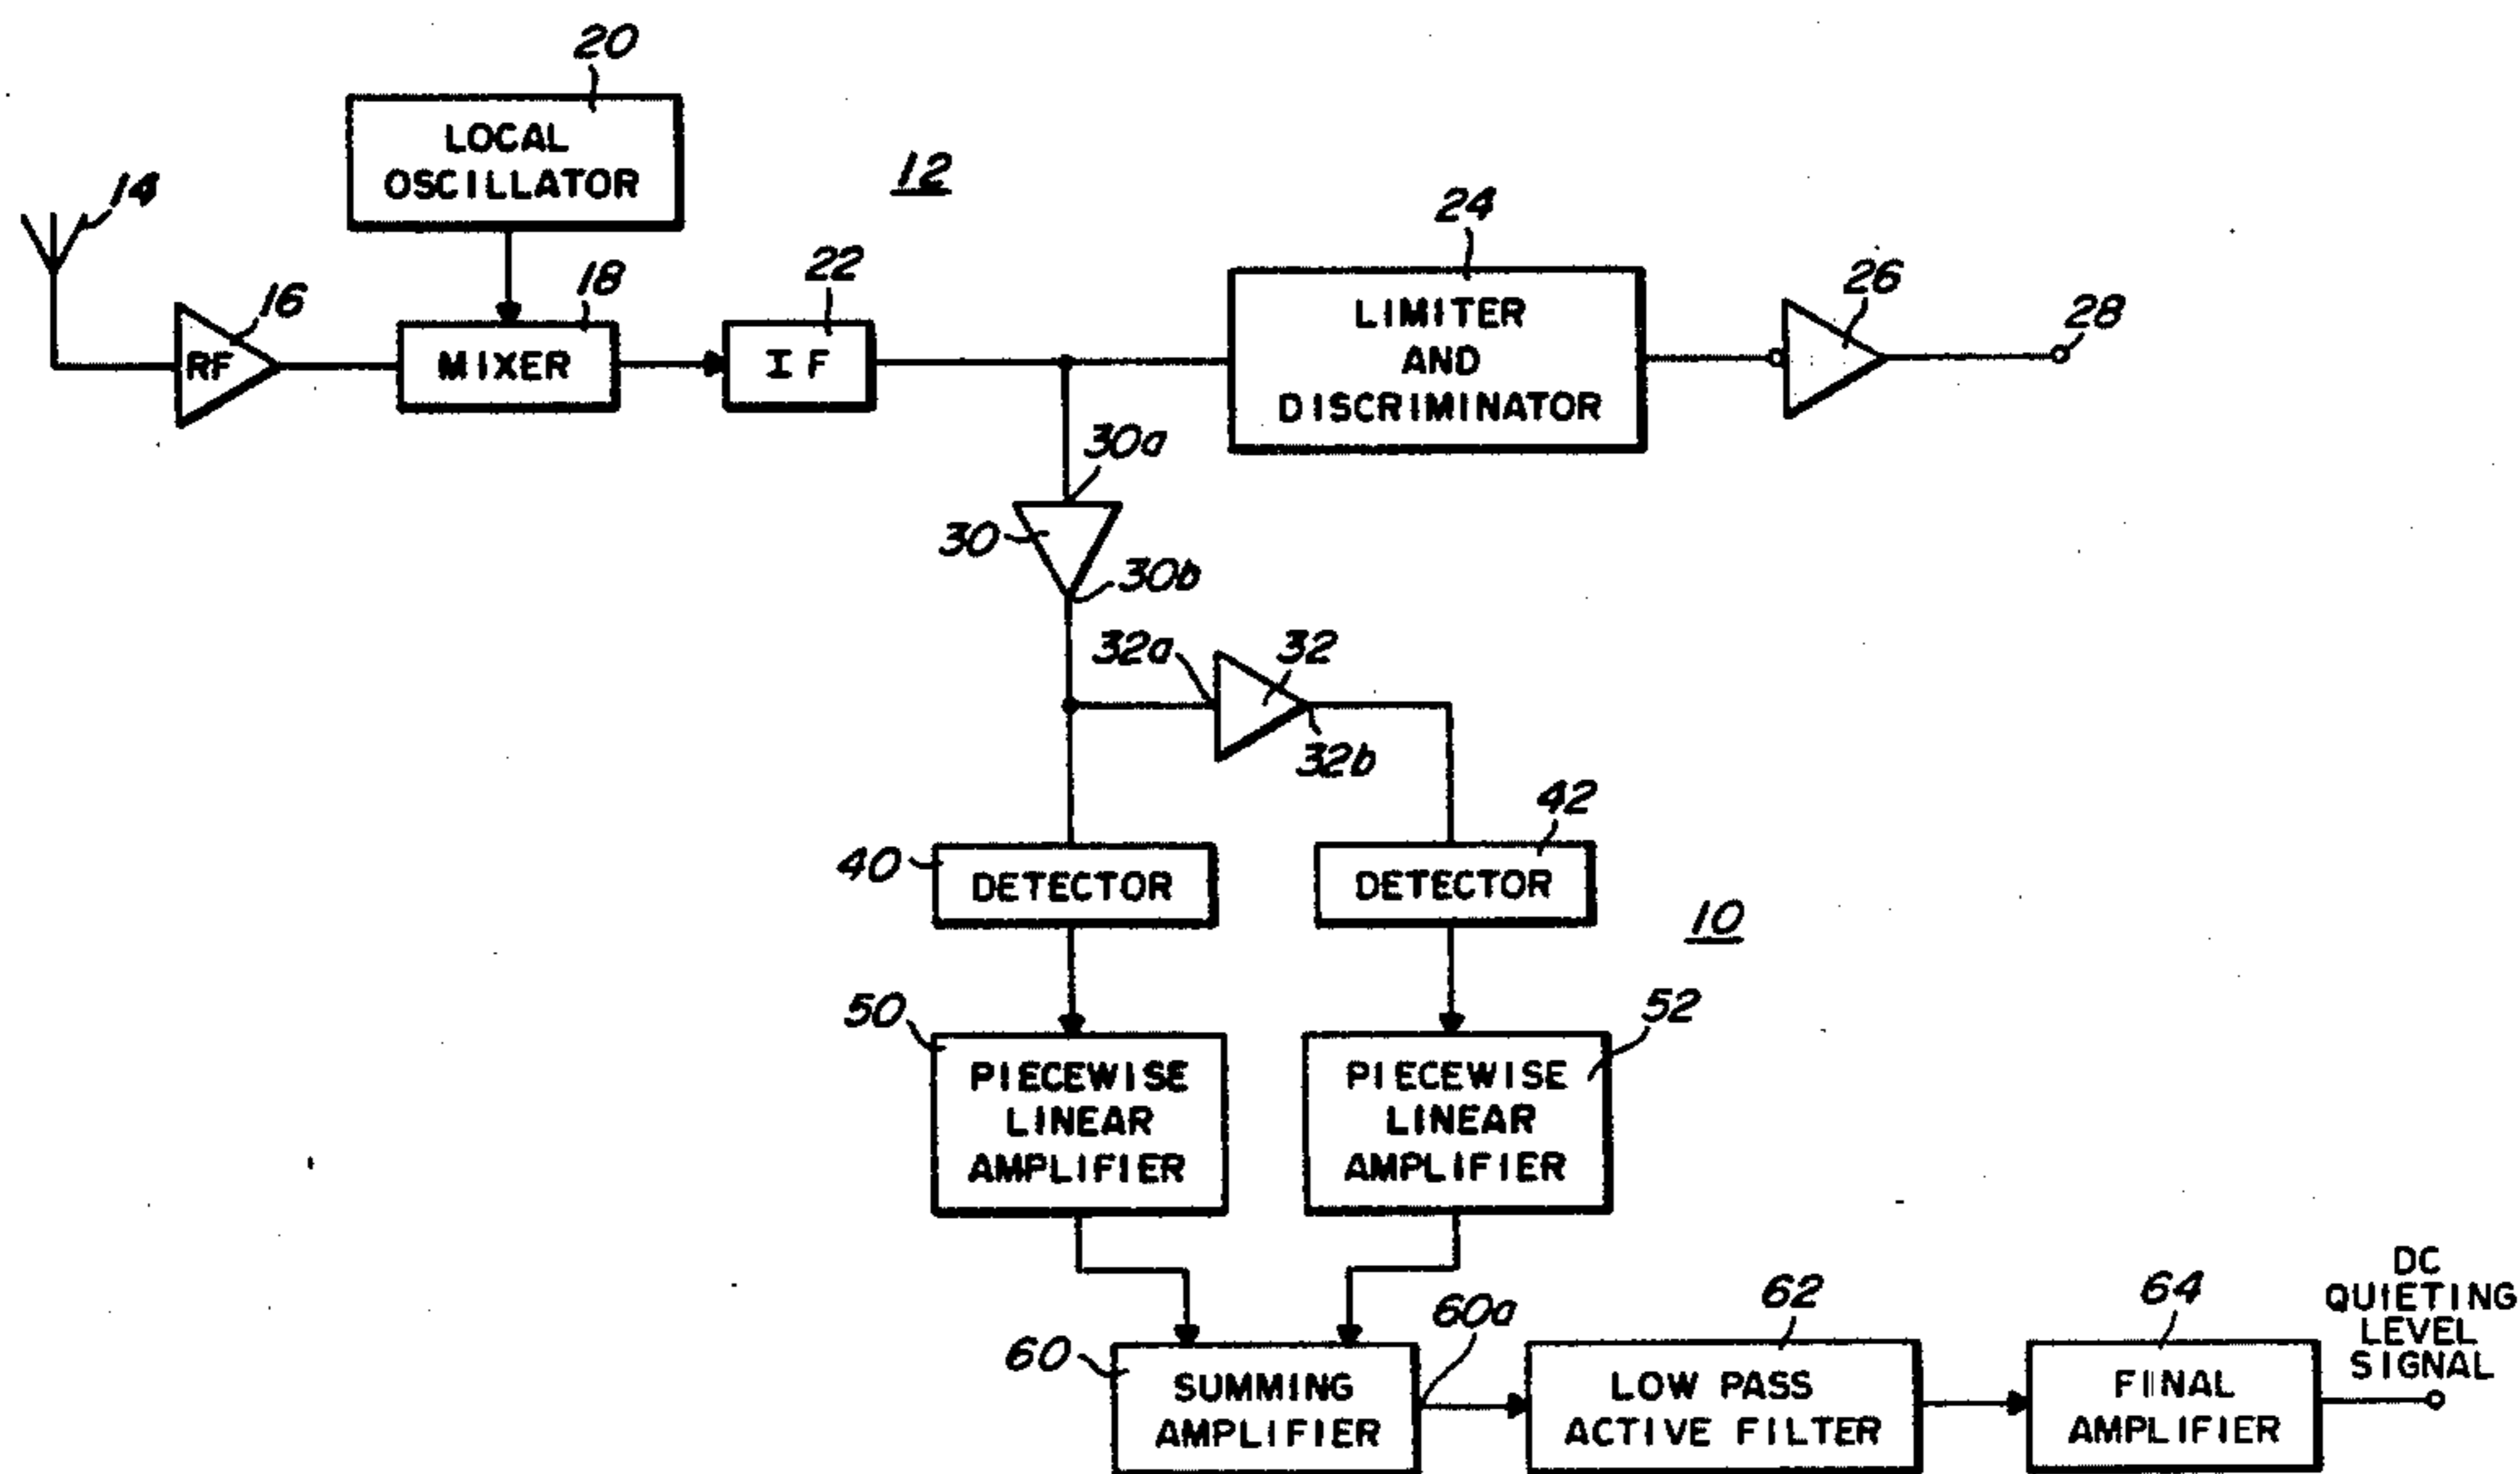 20
LOCAL
OSCILLATOR
12
14
24
22
18
26
28
16
LIMITER
AND
DISCRIMINATOR
RF
MIXER
IF
30a
30
30b
32a
32
32b
42
40
DETECTOR
DETECTOR
10
50
52
PIECEWISE
LINEAR
AMPLIFIER
PIECEWISE
LINEAR
AMPLIFIER
60
60a
62
64
DC
QUIETING
LEVEL
SIGNAL
SUMMING
AMPLIFIER
LOW PASS
ACTIVE FILTER
FINAL
AMPLIFIER